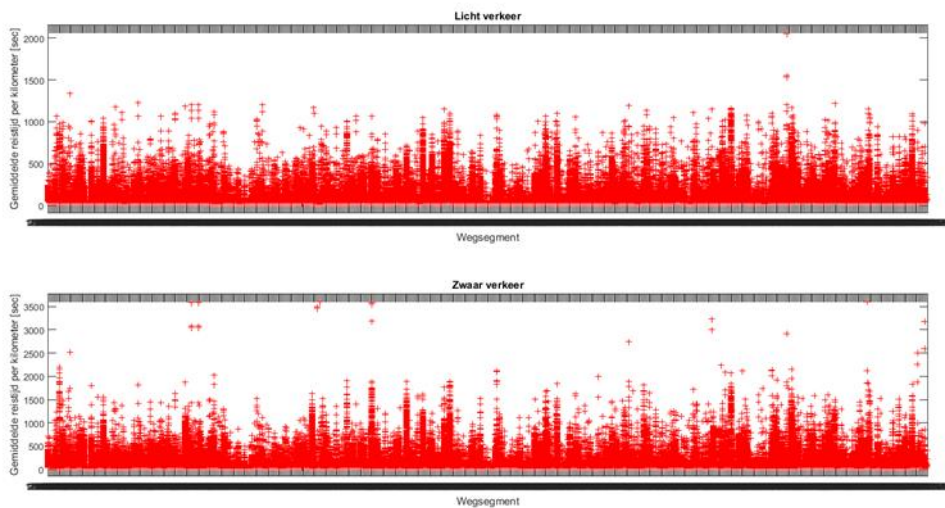 Licht verkeer
Gemiddelde reistijd per kilometer [sec]
2000
1500
1000
500
0
Wegsegment
Zwaar verkeer
Gemiddelde reistijd per kilometer [sec]
3500
3000
2500
2000
1500
1000
500
0
Wegsegment